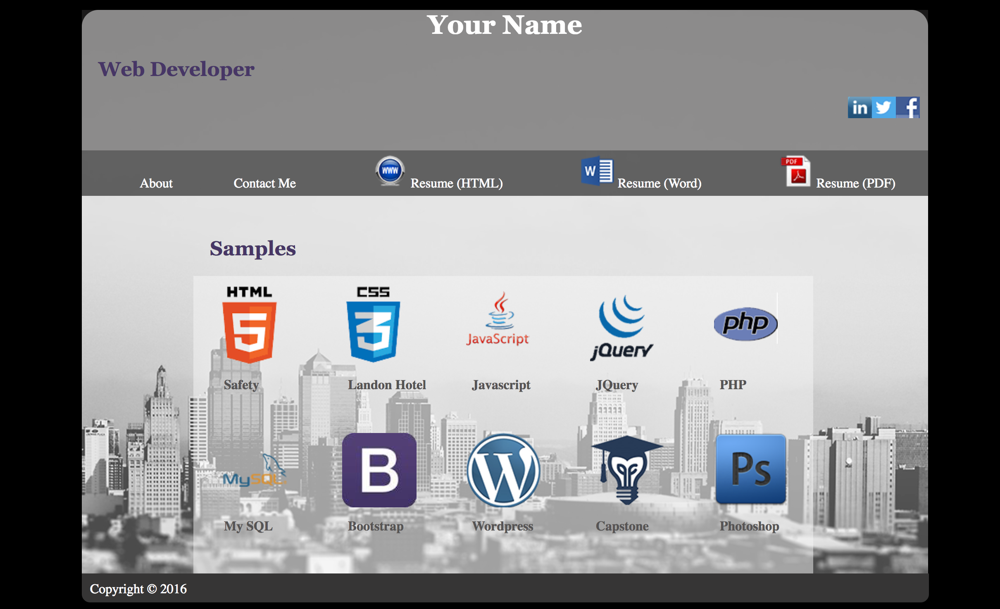 Your Name
Web Developer
in f
WWW
W
PDF
About
Contact Me
Resume (HTML)
Resume (Word)
Resume (PDF)
Samples
HTML
CSS
5
3
JavaScript
jQuery
php
Safety
Landon Hotel
Javascript
JQuery
PHP
MySQL
B
W
Ps
My SQL
Bootstrap
Wordpress
Capstone
Photoshop
Copyright © 2016